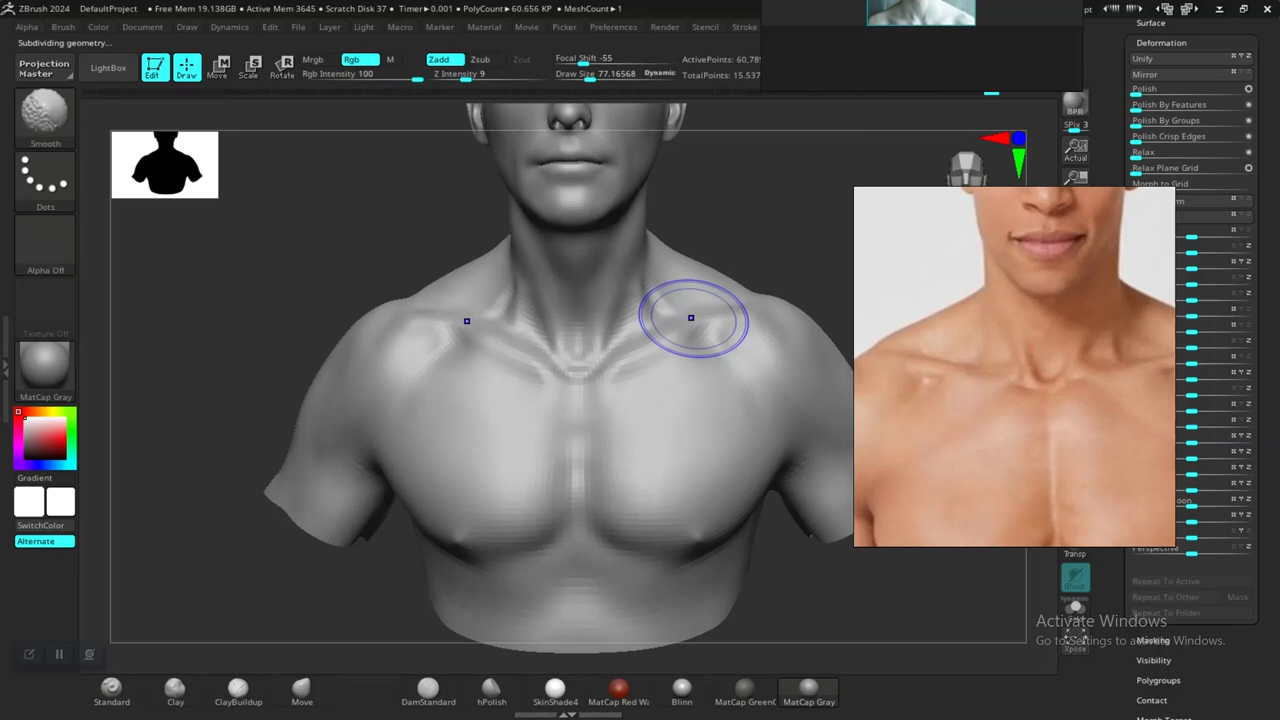 ZBrush 2024 DefaultProject • Free Mem 19.138GB • Active Mem 3645 • Scratch Disk 37 • Timer▶0.001 • PolyCount▶60.656 KP • MeshCount▶1
Alpha Brush Color Document Draw Dynamics Edit File Layer Light Macro Marker Material Movie Picker Preferences Render Stencil Stroke
Subdividing geometry...
Projection
Master
LightBox
Edit
Draw
Move
Scale
Rotate
Mrgb Rgb M
Rgb Intensity 100
Zadd Zsub Zcut
Z Intensity 9
Focal Shift -55
Draw Size 77.16568 Dynamic
ActivePoints: 60,78
TotalPoints: 15.537
Smooth
Dots
Alpha Off
Texture Off
MatCap Gray
Gradient
SwitchColor
Alternate
BPR
SPix 3
Actual
Transp
Ghost
Dynamic
Xpose
Surface
Deformation
Unify
Mirror
Polish
Polish By Features
Polish By Groups
Polish Crisp Edges
Relax
Relax Plane Grid
Morph to Grid
Perspective
Repeat To Active
Repeat To Other Mask
Repeat To Folder
Activate Windows
Go to Settings to activate Windows.
Masking
Visibility
Polygroups
Contact
Morph Target
Standard
Clay
ClayBuildup
Move
DamStandard
hPolish
SkinShade4
MatCap Red Wa
Blinn
MatCap GreenC
MatCap Gray